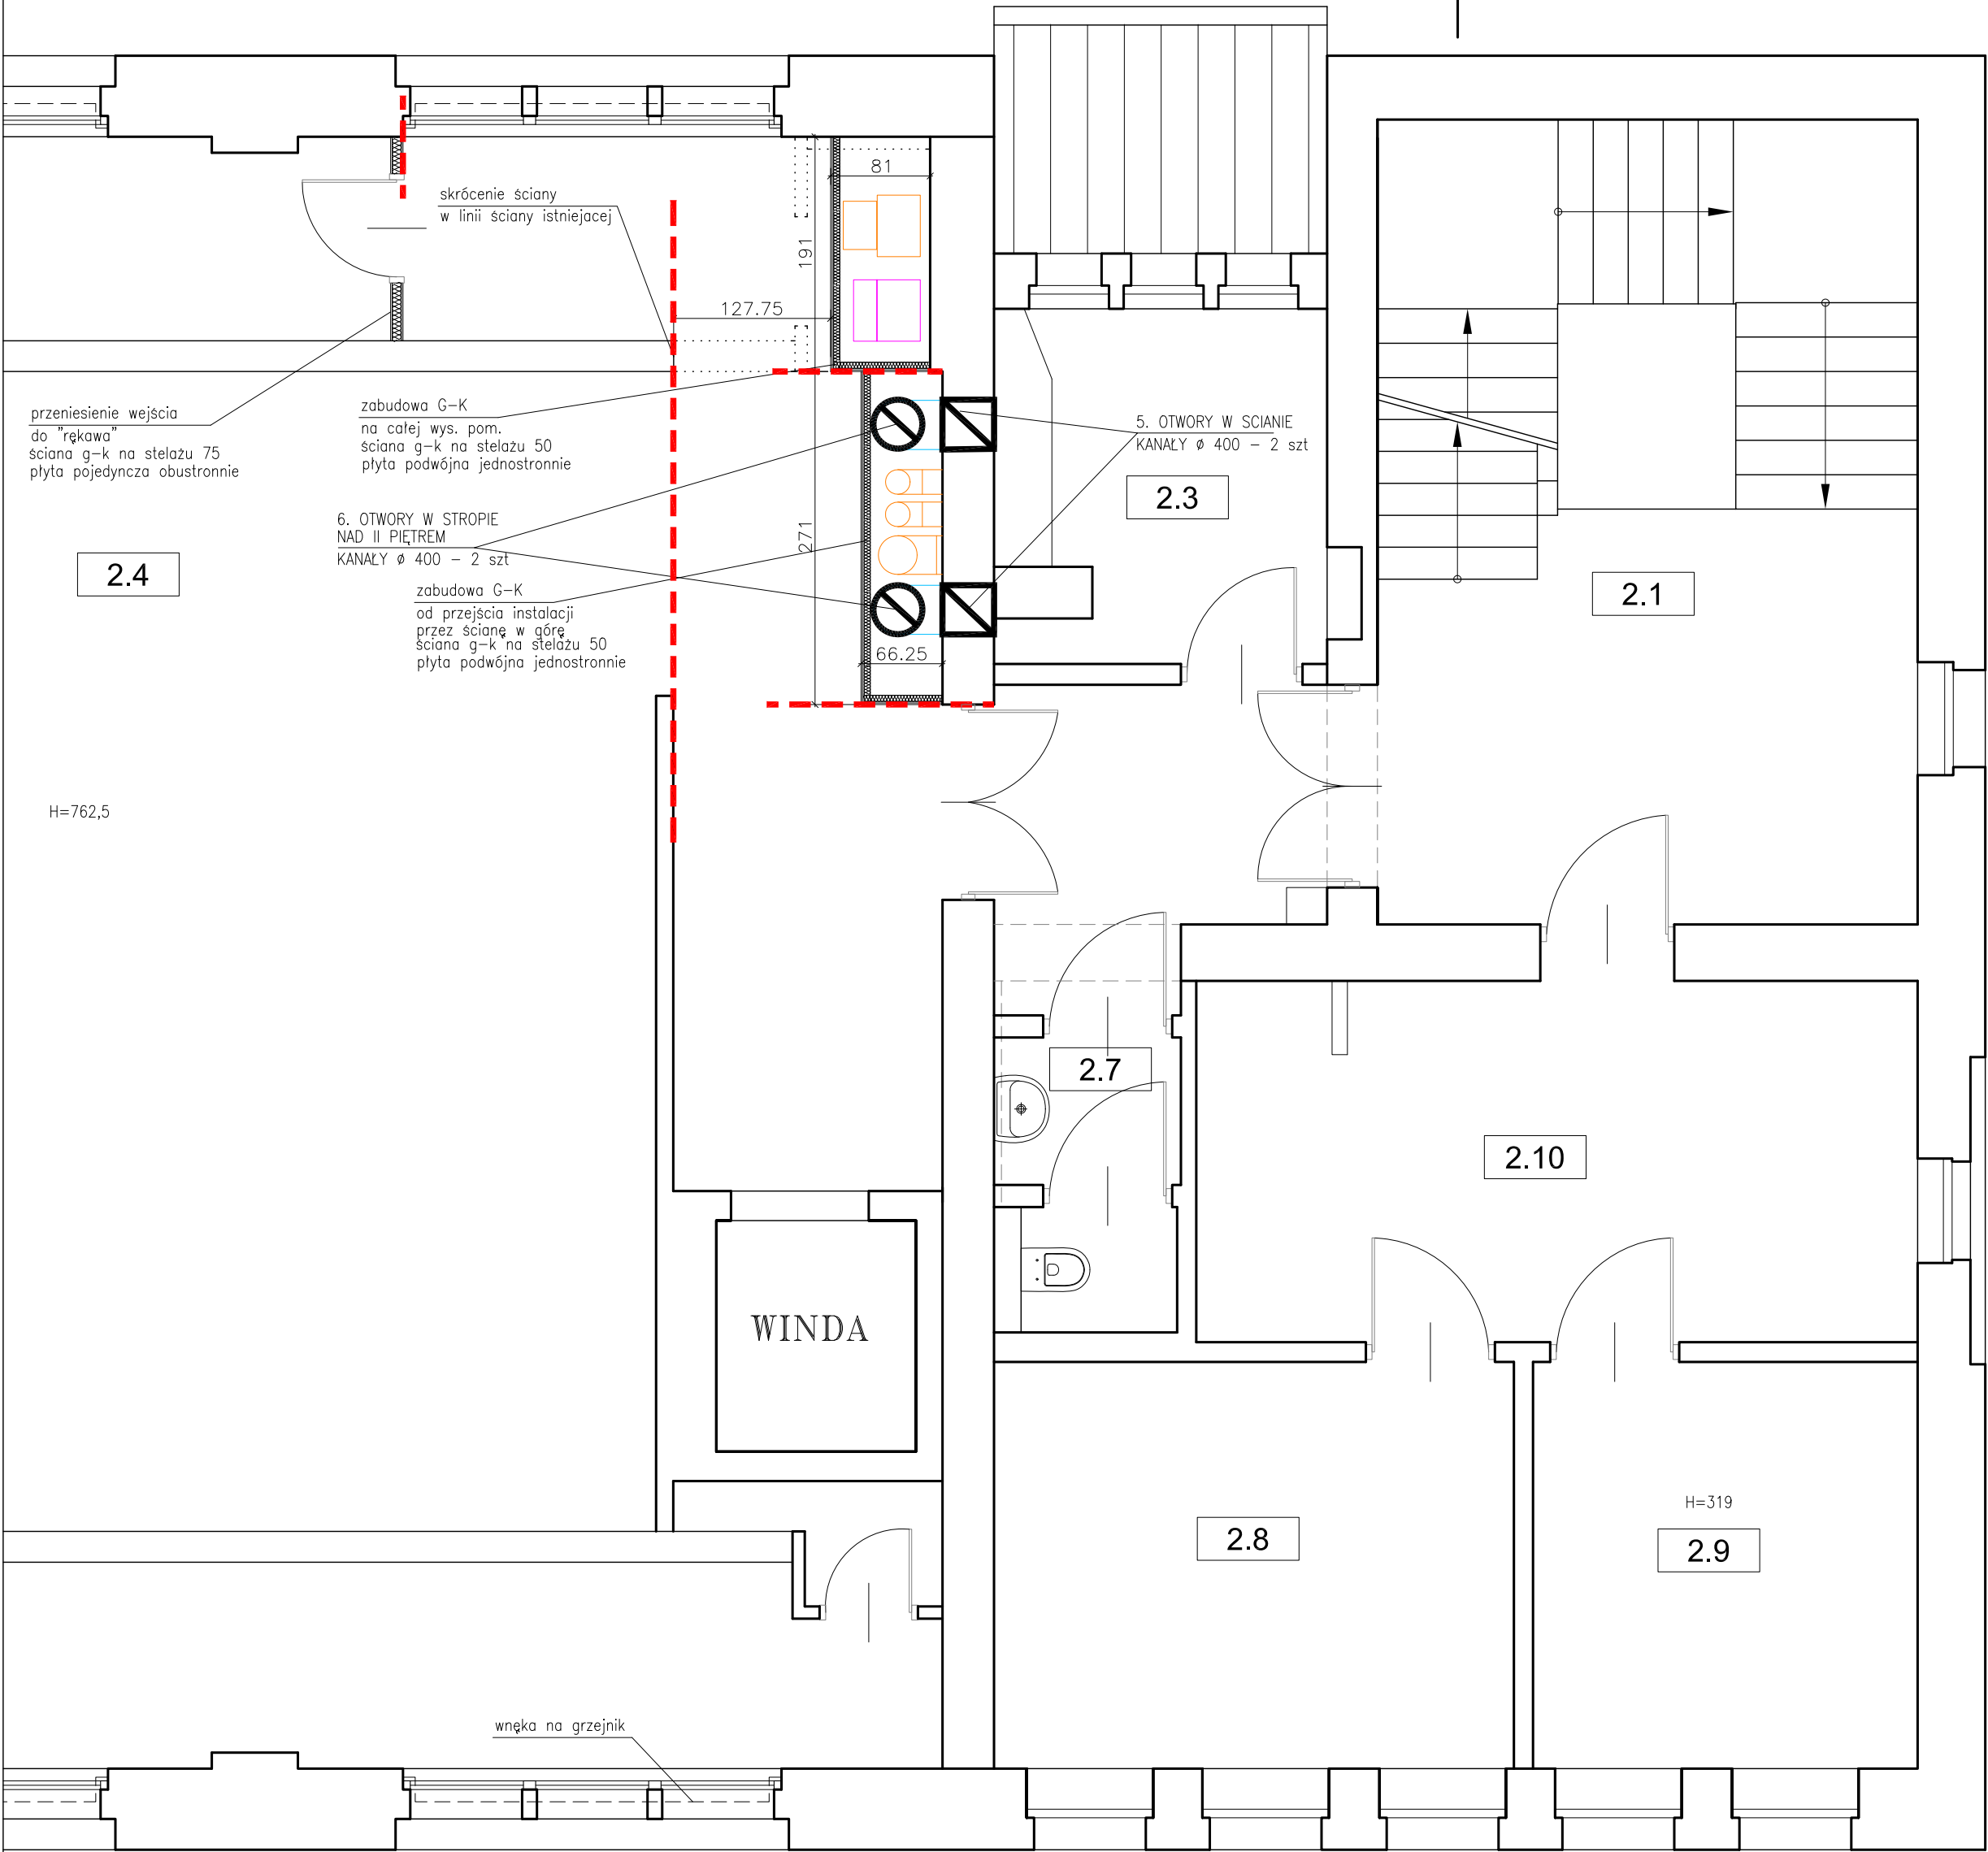 81
skrócenie ściany
w linii ściany istniejacej
191
127.75
przeniesienie wejścia
do "rękawa"
ściana g-k na stelażu 75
płyta pojedyncza obustronnie
zabudowa G-K
na całej wys. pom.
ściana g-k na stelażu 50
płyta podwójna jednostronnie
5. OTWORY W SCIANIE
KANAŁY ø 400 - 2 szt
2.3
6. OTWORY W STROPIE
NAD II PIĘTREM
KANAŁY ø 400 - 2 szt
271
2.4
2.1
zabudowa G-K
od przejścia instalacji
przez ścianę w górę
ściana g-k na stelażu 50
płyta podwójna jednostronnie
66.25
H=762,5
2.7
2.10
WINDA
H=319
2.8
2.9
wnęka na grzejnik